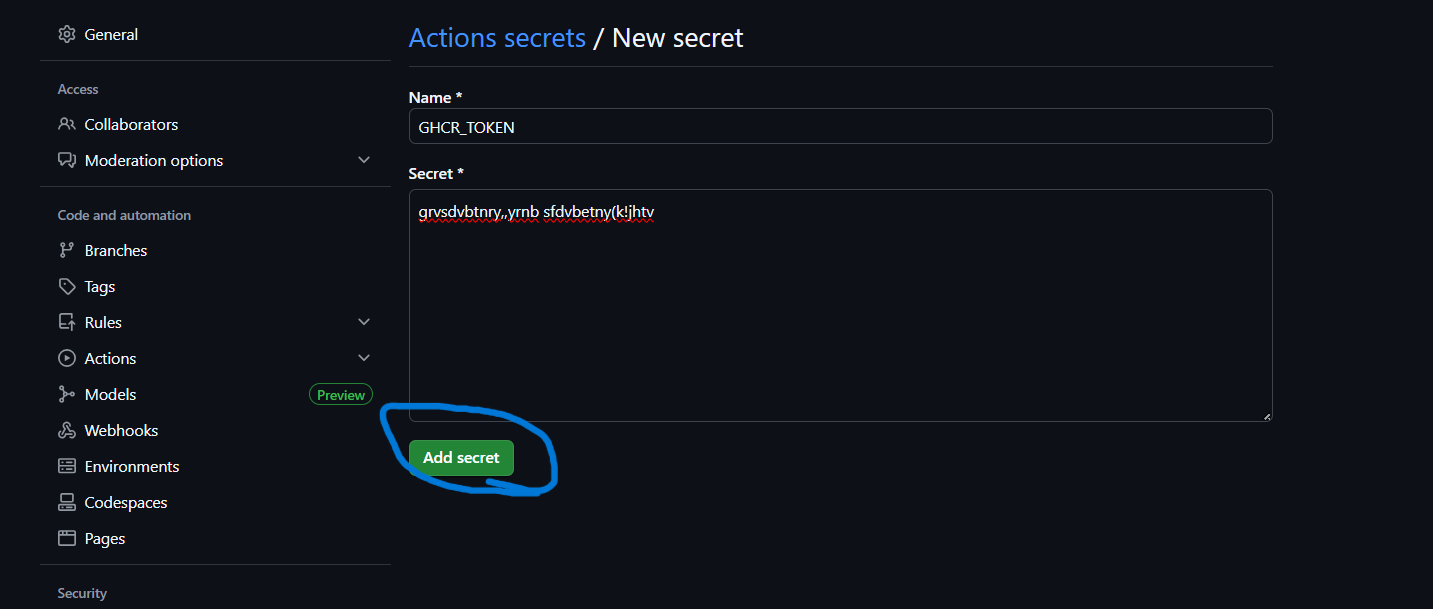 General
Access
Collaborators
Moderation options
Code and automation
Branches
Tags
Rules
Actions
Models Preview
Webhooks
Environments
Codespaces
Pages
Security
Actions secrets / New secret
Name *
GHCR_TOKEN
Secret *
grvsdvbtnry,,yrnb sfdvbetny(k!jhtv
Add secret